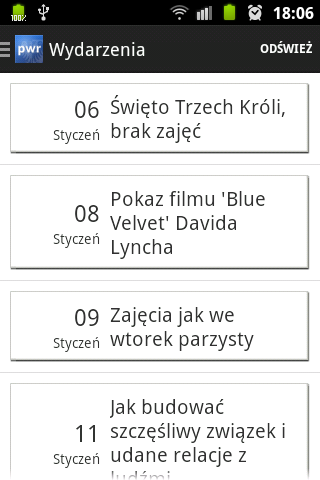 100% 18:06
pwr Wydarzenia ODŚWIEŻ
06
Styczeń
Święto Trzech Króli,
brak zajęć
08
Styczeń
Pokaz filmu 'Blue
Velvet' Davida
Lyncha
09
Styczeń
Zajęcia jak we
wtorek parzysty
11
Styczeń
Jak budować
szczęśliwy związek i
udane relacje z
ludźmi